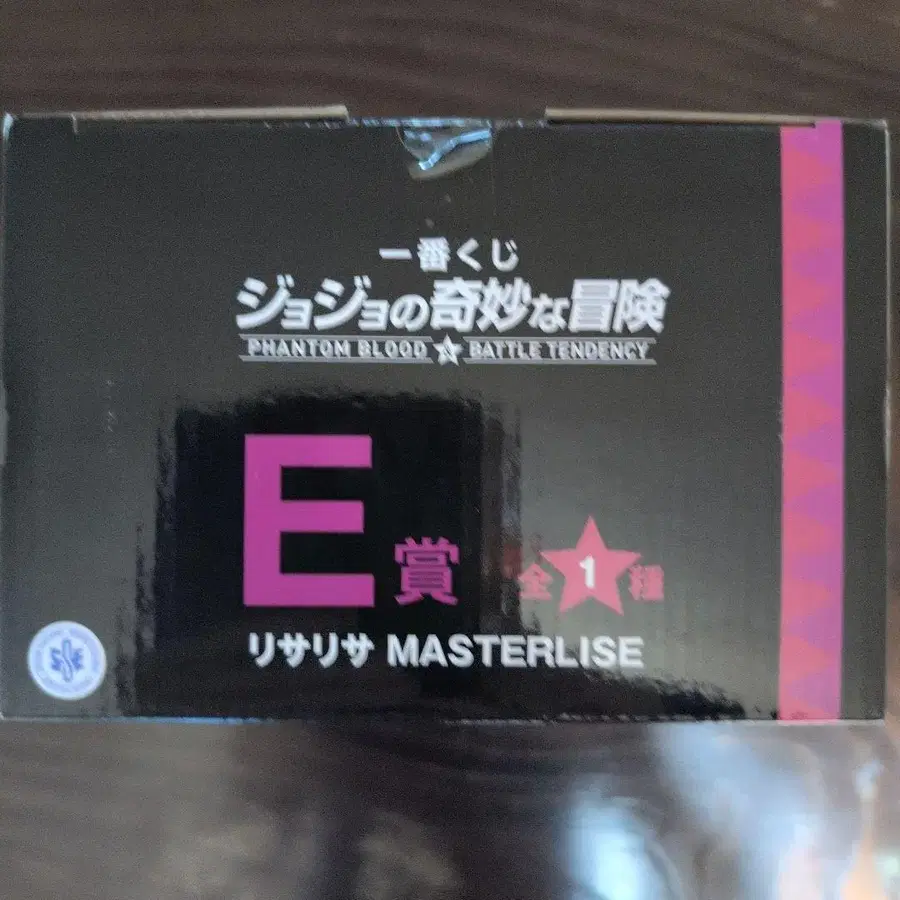 一番くじ
ジョジョの奇妙な冒険
PHANTOM BLOOD & BATTLE TENDENCY
E賞 全1種
リサリサ MASTERLISE